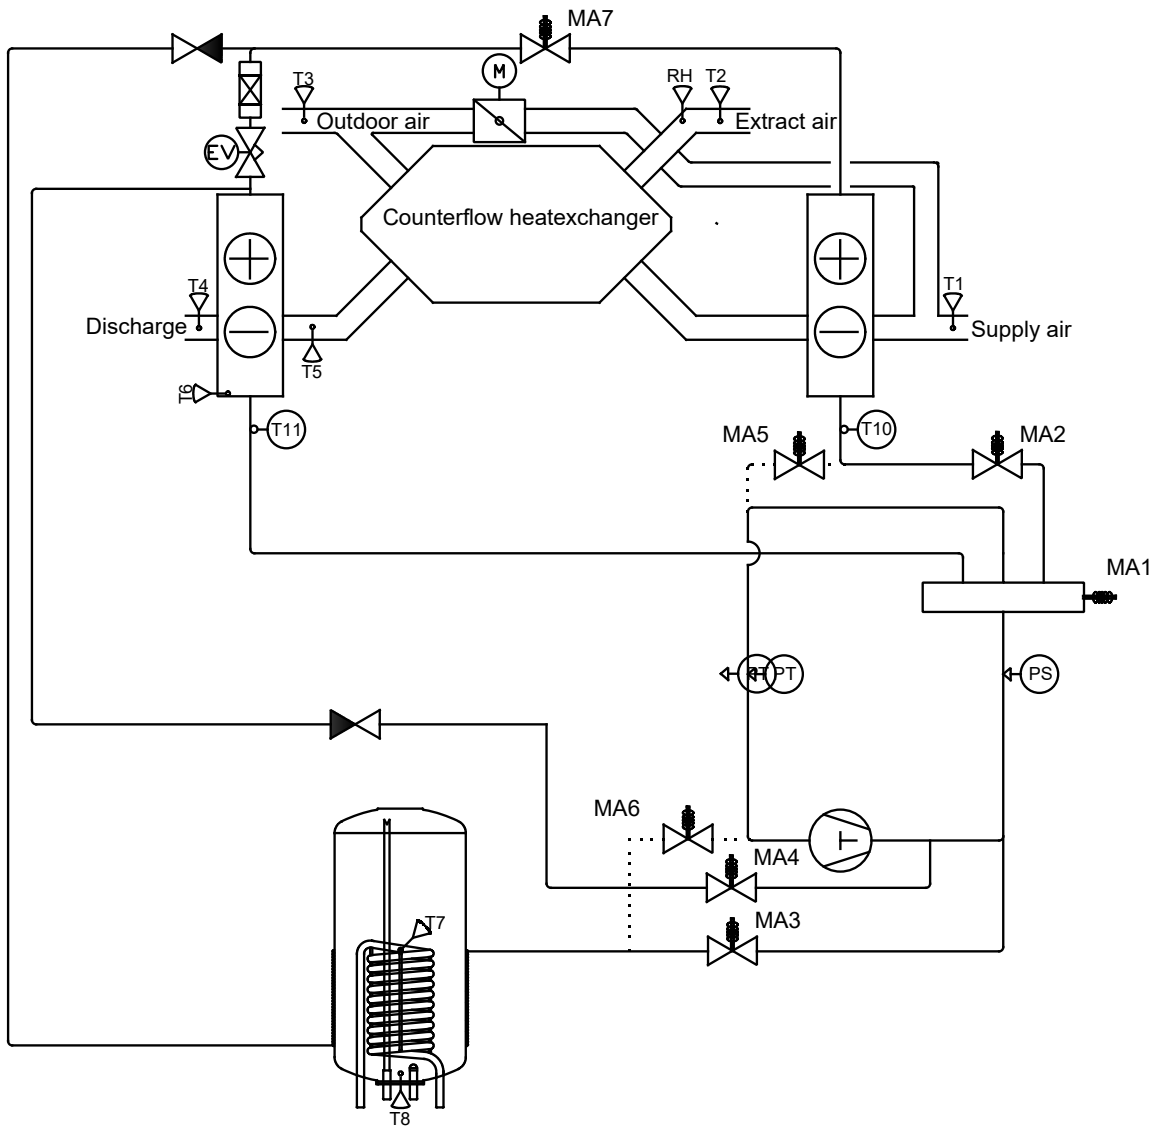 MA7
M
T3
RH
T2
Outdoor air
Extract air
EV
Counterflow heatexchanger
T4
T1
Discharge
Supply air
T5
T6
T11
T10
MA5
MA2
MA1
PT
PT
PS
MA6
MA4
MA3
T7
T8